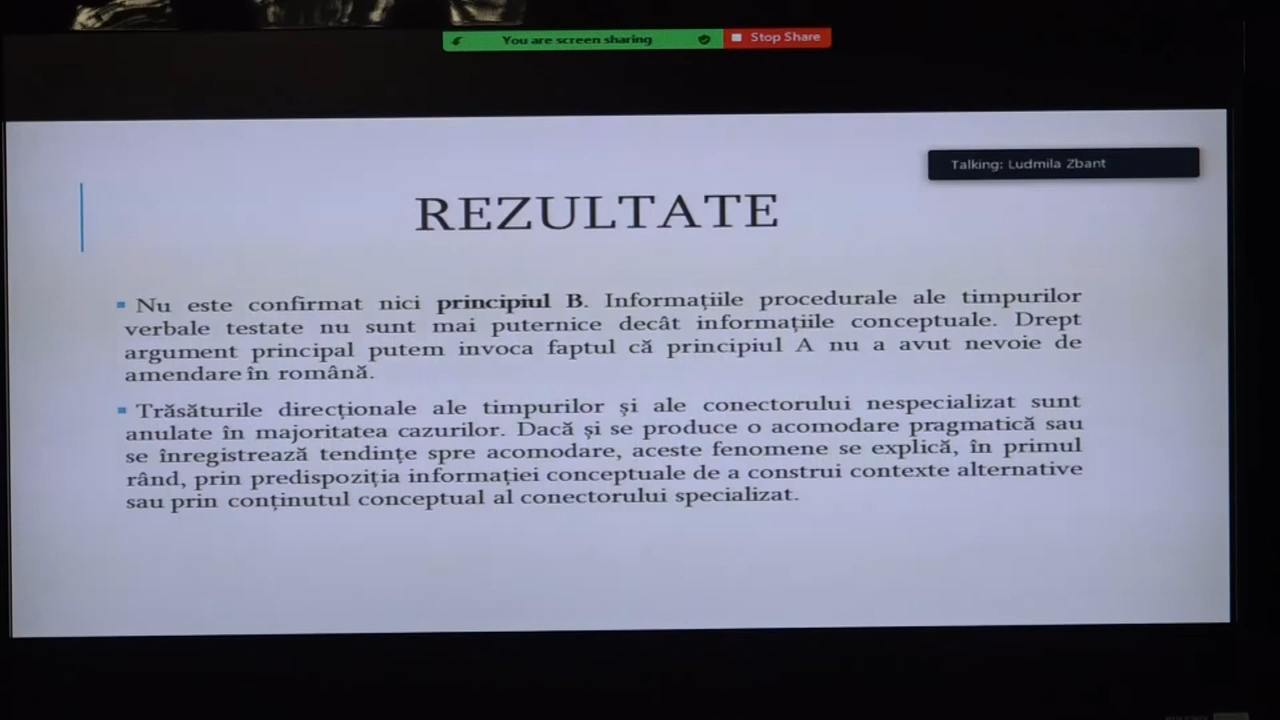 You are screen sharing
Stop Share
Talking: Ludmila Zbant
REZULTATE
Nu este confirmat nici principiul B. Informațiile procedurale ale timpurilor
verbale testate nu sunt mai puternice decât informațiile conceptuale. Drept
argument principal putem invoca faptul că principiul A nu a avut nevoie de
amendare în română.
Trăsăturile direcționale ale timpurilor și ale conectorului nespecializat sunt
anulate în majoritatea cazurilor. Dacă și se produce o acomodare pragmatică sau
se înregistrează tendințe spre acomodare, aceste fenomene se explică, în primul
rând, prin predispoziția informației conceptuale de a construi contexte alternative
sau prin conținutul conceptual al conectorului specializat.